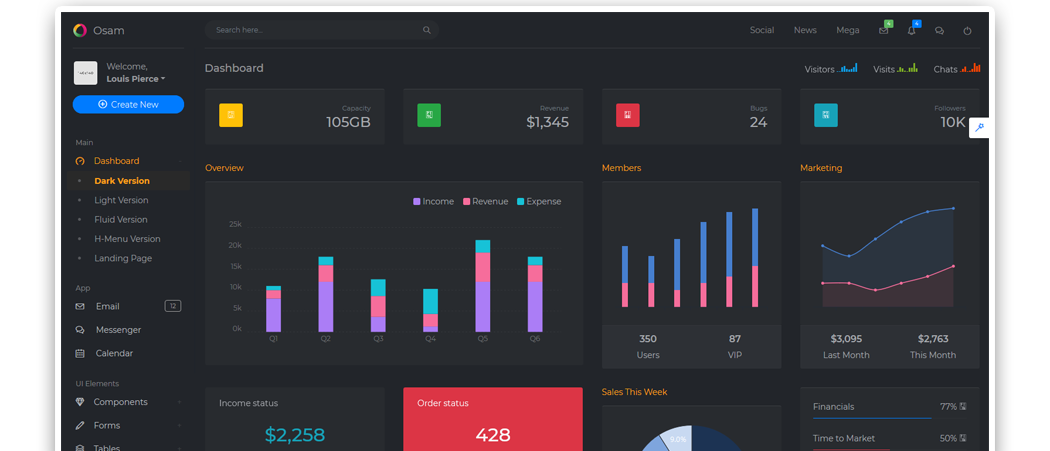 Osam
Search here..
Social
News
Mega
4
4
Welcome,
Louis Pierce
Create New
Main
Dashboard
Dark Version
Light Version
Fluid Version
H-Menu Version
Landing Page
App
Email
12
Messenger
Calendar
UI Elements
Components
Forms
Tables
Dashboard
Visitors
Visits
Chats
Capacity
105GB
Revenue
$1,345
Bugs
24
Followers
10K
Overview
Income Revenue Expense
25k
20k
15k
10k
5k
0k
Q1 Q2 Q3 Q4 Q5 Q6
Members
350
Users
87
VIP
Marketing
$3,095
Last Month
$2,763
This Month
Income status
$2,258
Order status
428
Sales This Week
9.0%
Financials
77%
Time to Market
50%